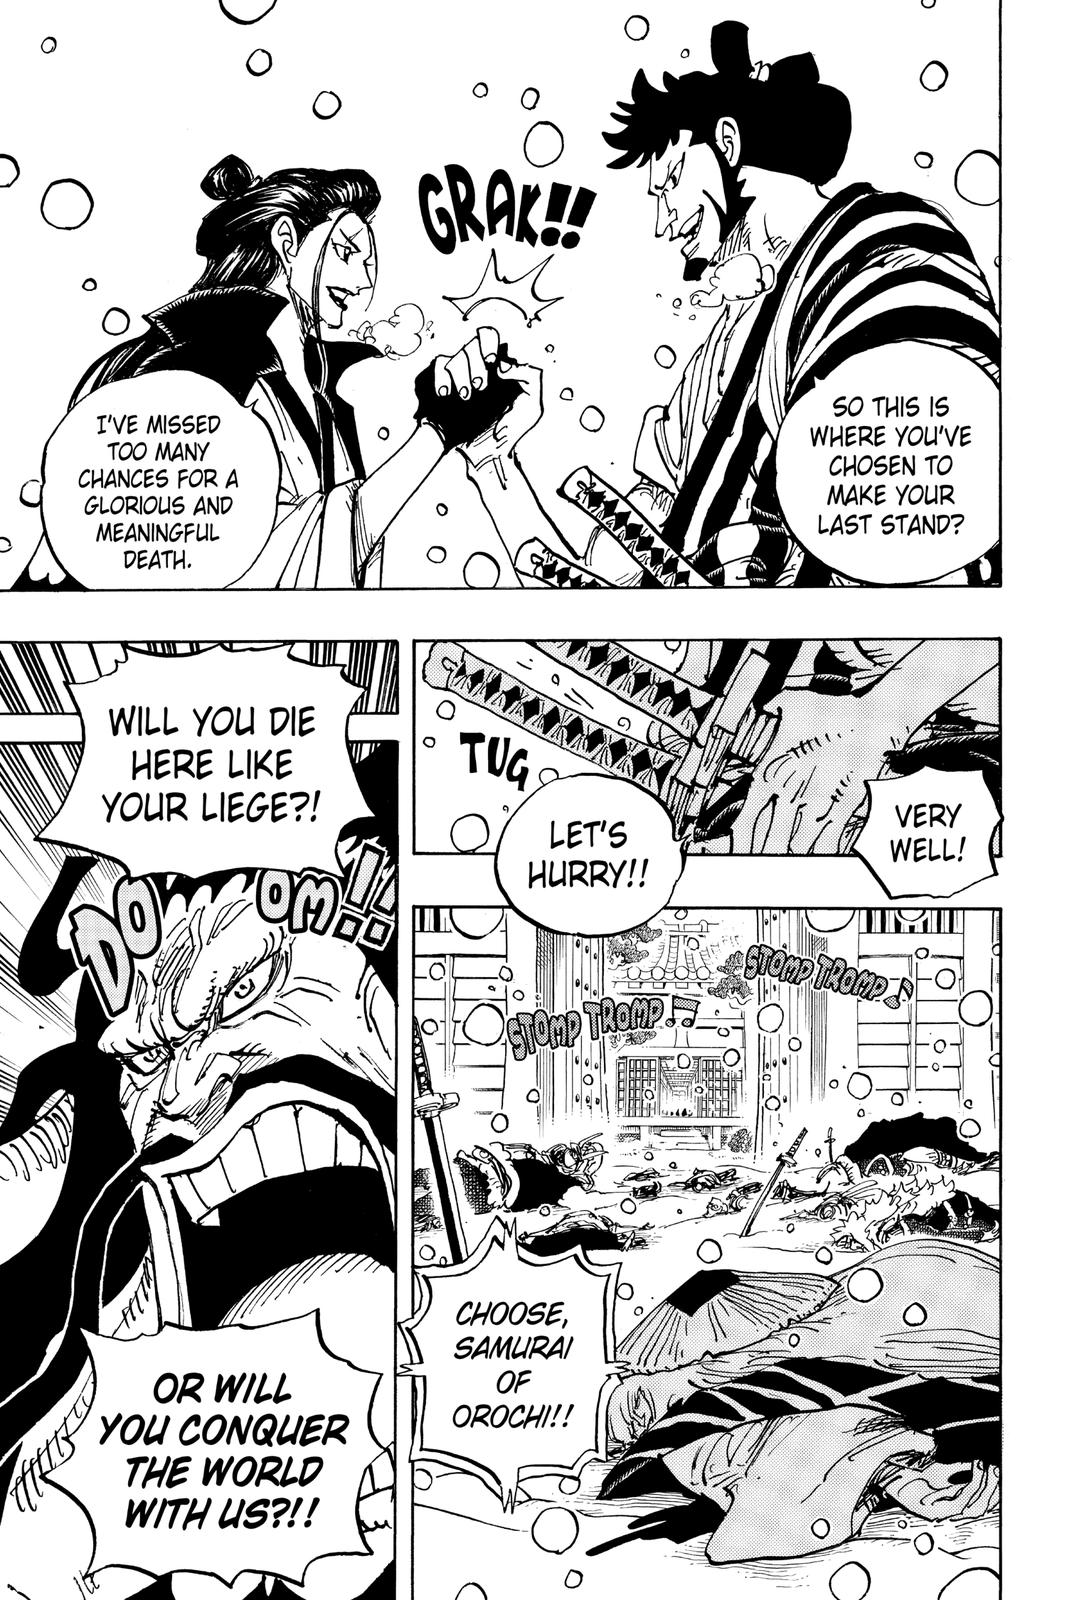 SO THIS IS
WHERE YOU'VE
CHOSEN TO
MAKE YOUR
LAST STAND?
GRAK!!
I'VE MISSED
TOO MANY
CHANCES FOR A
GLORIOUS AND
MEANINGFUL
DEATH.
VERY
WELL!
TUG
LET'S
HURRY!!
STOMP TROMP♪
STOMP TROMP♫
CHOOSE,
SAMURAI
OF
OROCHI!!
WILL YOU DIE
HERE LIKE
YOUR LIEGE?!
DOOM!!
OR WILL
YOU CONQUER
THE WORLD
WITH US?!!